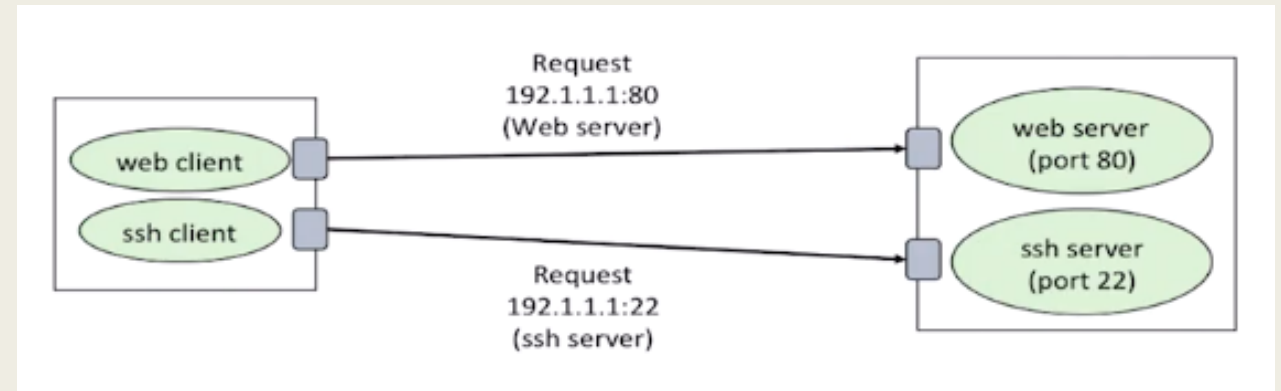 Request
192.1.1.1:80
(Web server)
web client
ssh client
web server
(port 80)
ssh server
(port 22)
Request
192.1.1.1:22
(ssh server)